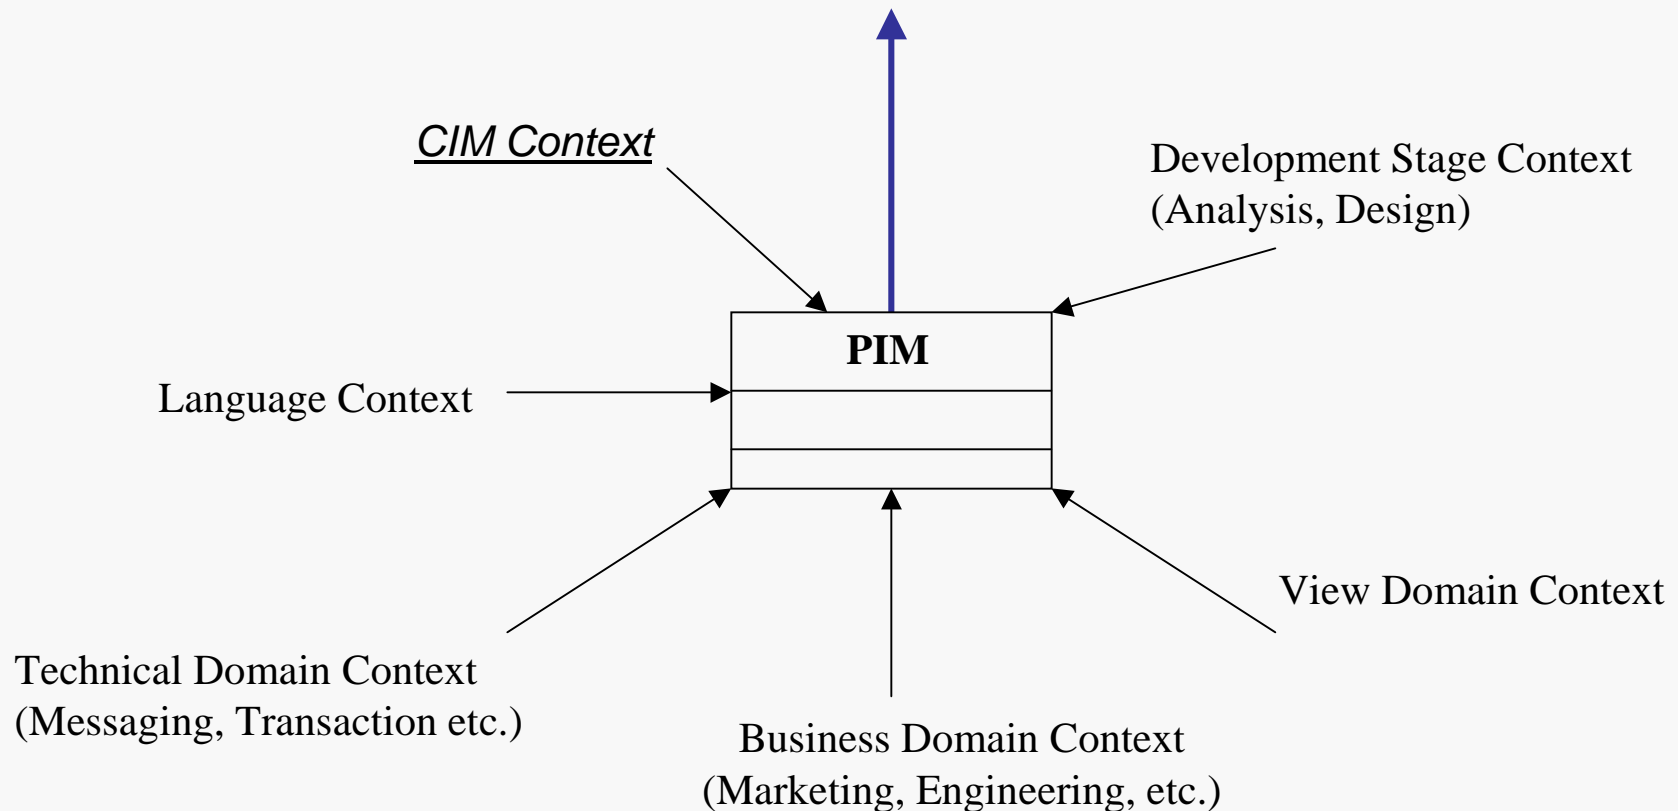 CIM Context
Development Stage Context
(Analysis, Design)
PIM
Language Context
View Domain Context
Technical Domain Context
(Messaging, Transaction etc.)
Business Domain Context
(Marketing, Engineering, etc.)